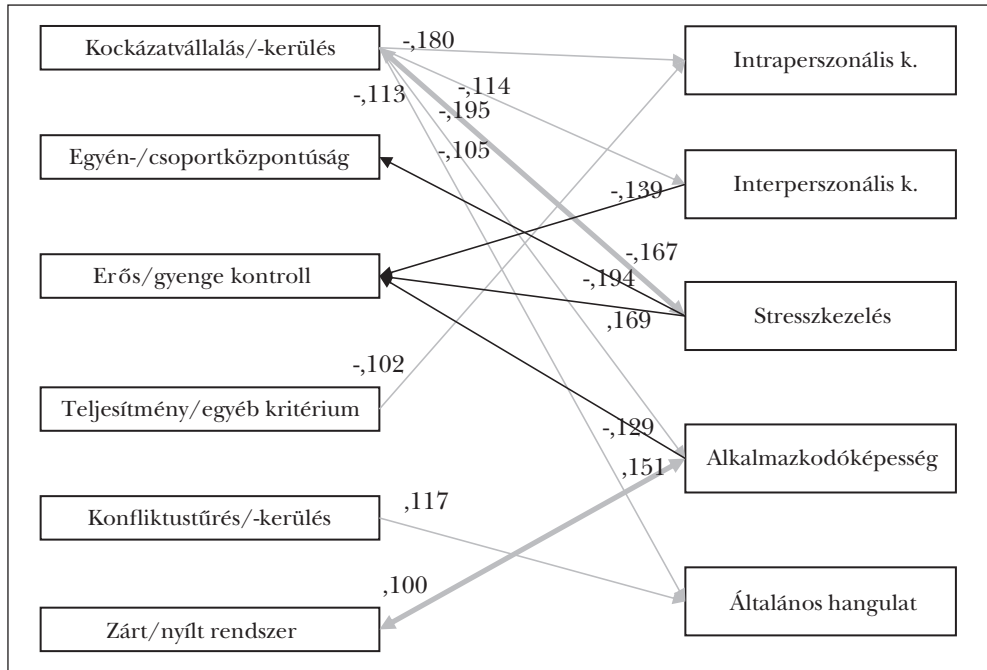 Kockázatvállalás/-kerülés
Egyén-/csoportközpontúság
Erős/gyenge kontroll
Teljesítmény/egyéb kritérium
Konfliktustűrés/-kerülés
Zárt/nyílt rendszer
-,180
-,113
-,114
-,195
-,105
-,139
-,167
-,194
,169
-,102
-,129
,151
,117
,100
Intraperszonális k.
Interperszonális k.
Stresszkezelés
Alkalmazkodóképesség
Általános hangulat